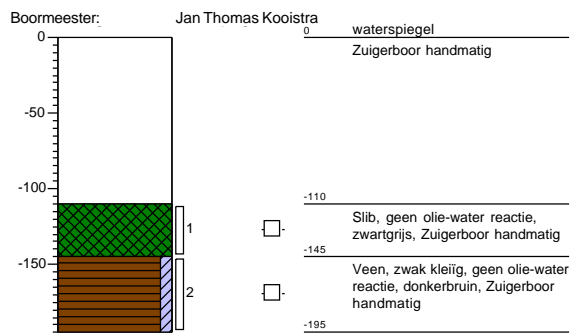 Boormeester: Jan Thomas Kooistra
0 waterspiegel
0
Zuigerboor handmatig
-50
-100
-110
1
Slib, geen olie-water reactie,
zwartgrijs, Zuigerboor handmatig
-145
-150
2
Veen, zwak kleiïg, geen olie-water
reactie, donkerbruin, Zuigerboor
handmatig
-195